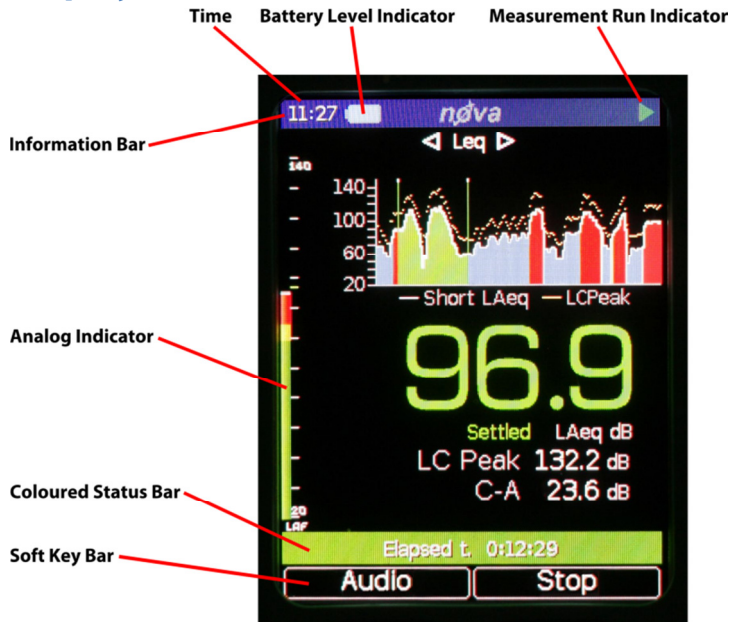 Time Battery Level Indicator Measurement Run Indicator
11:27 nøva
Information Bar
Leq
140
140
100
60
20
Short LAeq LCPeak
Analog Indicator
96.9
Settled LAeq dB
LC Peak 132.2 dB
C-A 23.6 dB
Coloured Status Bar
20
LAF
Elapsed t. 0:12:29
Soft Key Bar
Audio Stop